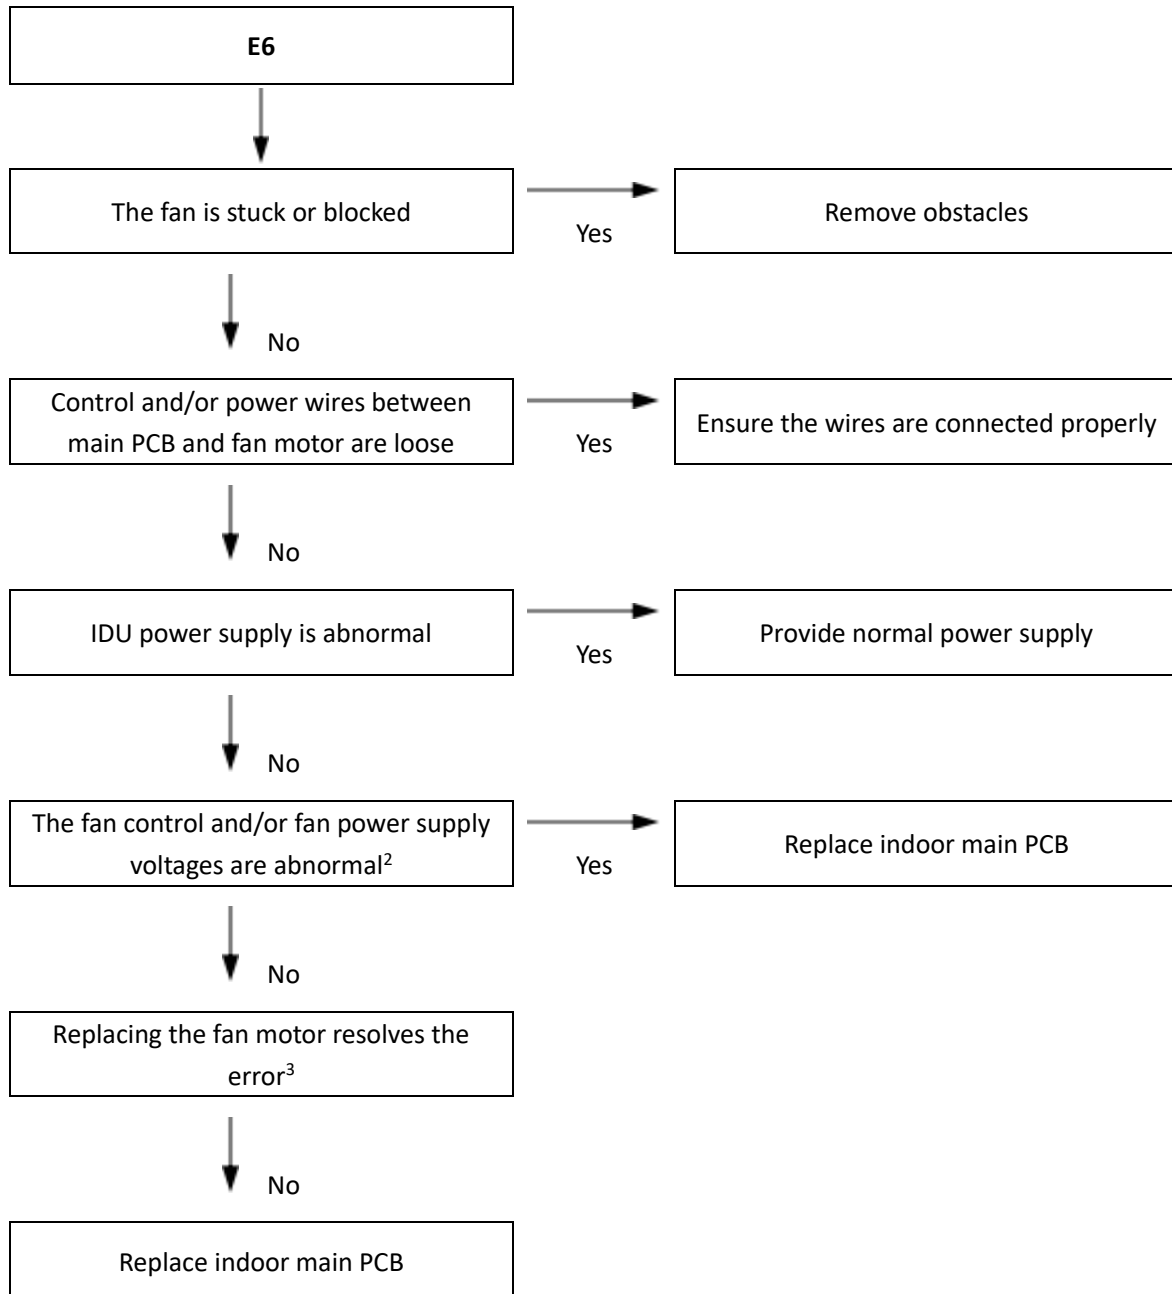 E6
The fan is stuck or blocked
Yes
Remove obstacles
No
Control and/or power wires between
main PCB and fan motor are loose
Yes
Ensure the wires are connected properly
No
IDU power supply is abnormal
Yes
Provide normal power supply
No
The fan control and/or fan power supply
voltages are abnormal²
Yes
Replace indoor main PCB
No
Replacing the fan motor resolves the
error³
No
Replace indoor main PCB